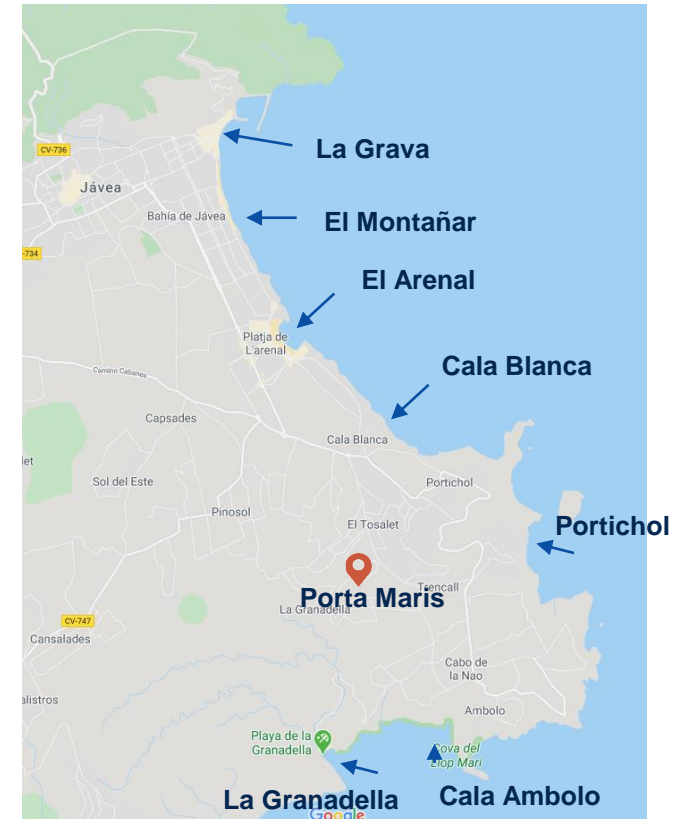 La Grava
CV-736
Jávea
Bahía de Jávea
El Montañar
-734
El Arenal
Platja de
L'arenal
Cala Blanca
Camino Cabanes
Capsades
Cala Blanca
let
Sol del Este
Portichol
Pinosol
El Tosalet
Portichol
Trencall
Porta Maris
La Granadella
CV-747
Cansalades
Cabo de
la Nao
alistros
Ambolo
Playa de la
Granadella
Cova del
Llop Marí
La Granadella
Cala Ambolo
Google